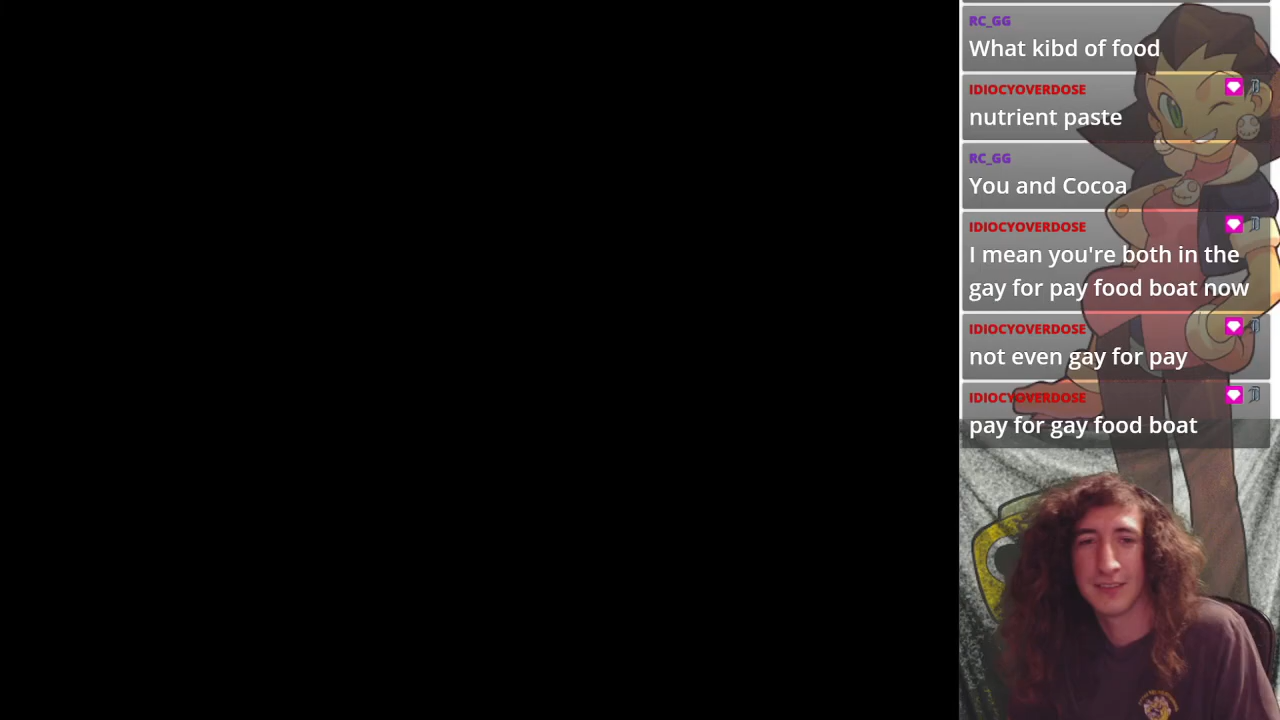 RC_GG
What kibd of food
IDIOCYOVERDOSE
nutrient paste
RC_GG
You and Cocoa
IDIOCYOVERDOSE
I mean you're both in the
gay for pay food boat now
IDIOCYOVERDOSE
not even gay for pay
IDIOCYOVERDOSE
pay for gay food boat